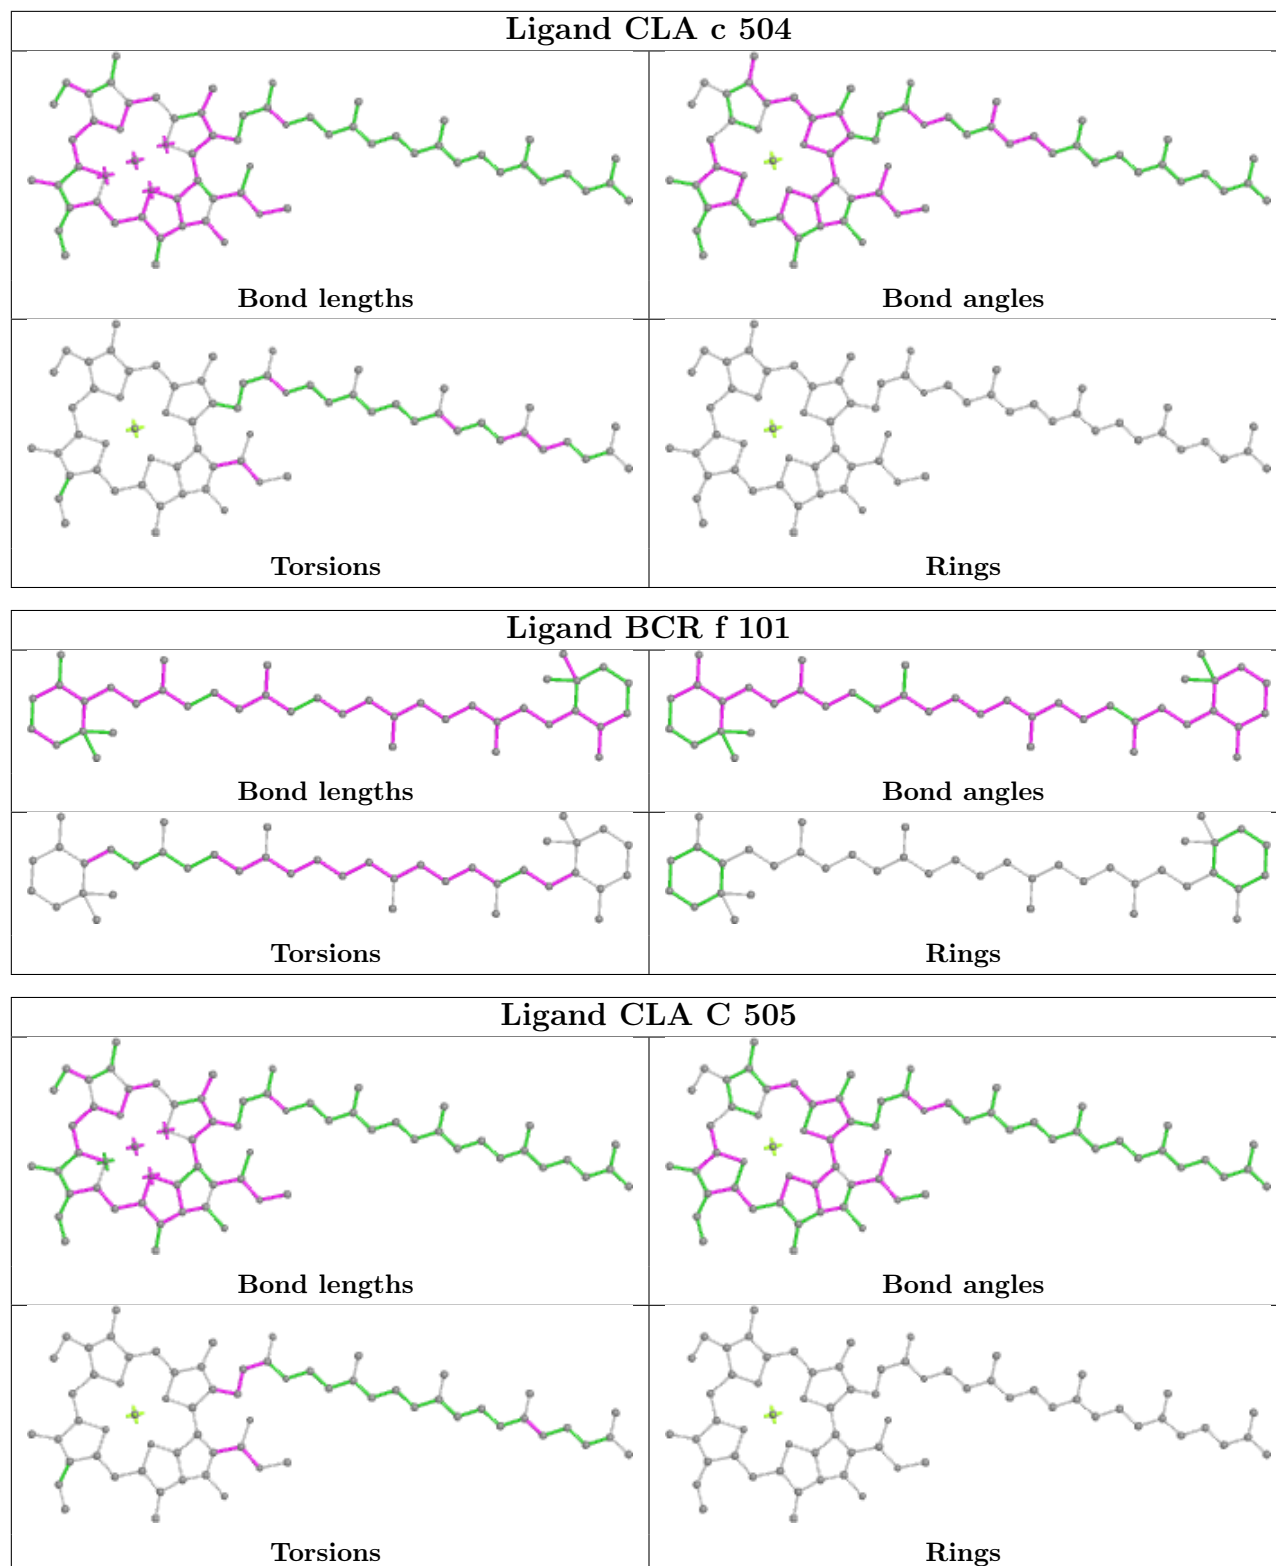 Ligand CLA c 504
Bond lengths
Bond angles
Torsions
Rings
Ligand BCR f 101
Bond lengths
Bond angles
Torsions
Rings
Ligand CLA C 505
Bond lengths
Bond angles
Torsions
Rings